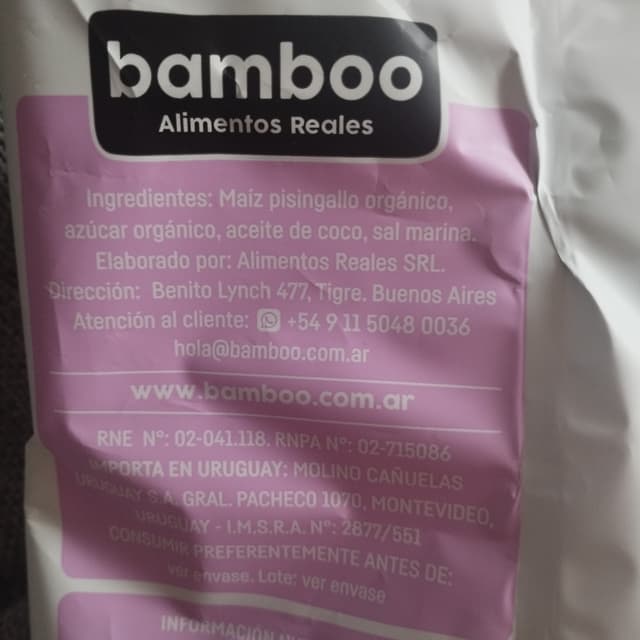 bamboo
Alimentos Reales
Ingredientes: Maíz pisingallo orgánico,
azúcar orgánico, aceite de coco, sal marina.
Elaborado por: Alimentos Reales SRL.
Dirección: Benito Lynch 477, Tigre. Buenos Aires
Atención al cliente: +54 9 11 5048 0036
hola@bamboo.com.ar
www.bamboo.com.ar
RNE N°: 02-041.118. RNPA N°: 02-715086
IMPORTA EN URUGUAY: MOLINO CAÑUELAS
URUGUAY S.A. GRAL. PACHECO 1070, MONTEVIDEO,
URUGUAY - I.M.S.R.A. N°: 2877/551
CONSUMIR PREFERENTEMENTE ANTES DE:
ver envase. Lote: ver envase
INFORMACIÓN